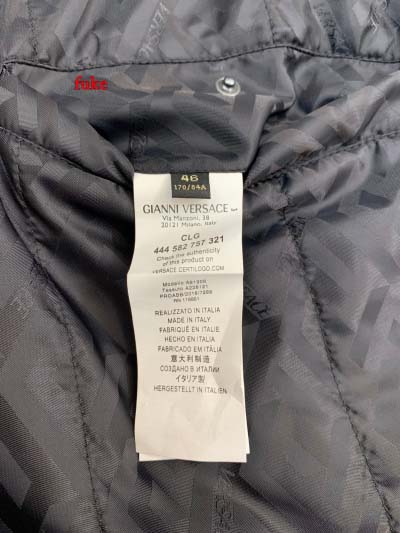 fuke
46
170/84A
GIANNI VERSACE
Via Manzoni, 38
20121 Milano, Italy
CLG
444 582 757 321
Check the authenticity
of this product on
VERSACE.CERTILOGO.COM
REALIZZATO IN ITALIA
MADE IN ITALY
FABRIQUÉ EN ITALIE
HECHO EN ITALIA
FABRICADO EM ITÁLIA
意大利制造
СОЗДАНО В ИТАЛИИ
イタリア製
HERGESTELLT IN ITALIEN